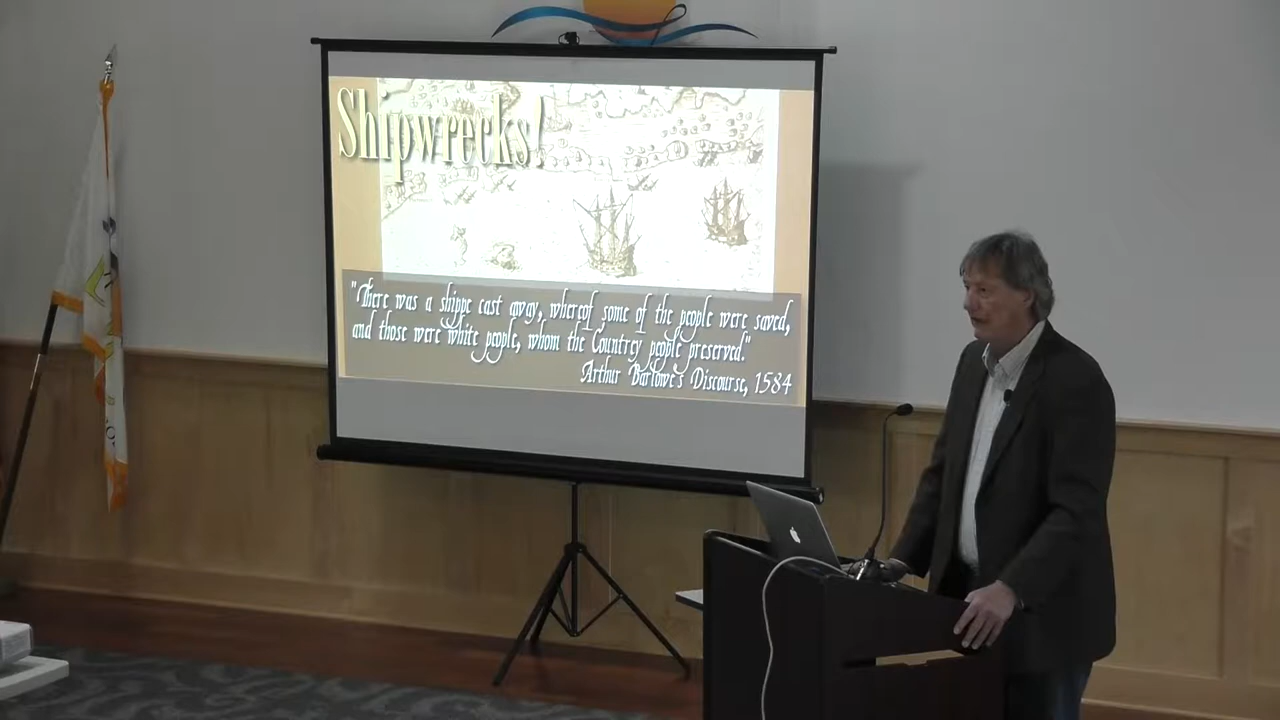 Shipwrecks!
"There was a shippe cast away, whereof some of the people were saved,
and those were white people, whom the Countrey people preserved."
Arthur Barlowe's Discourse, 1584